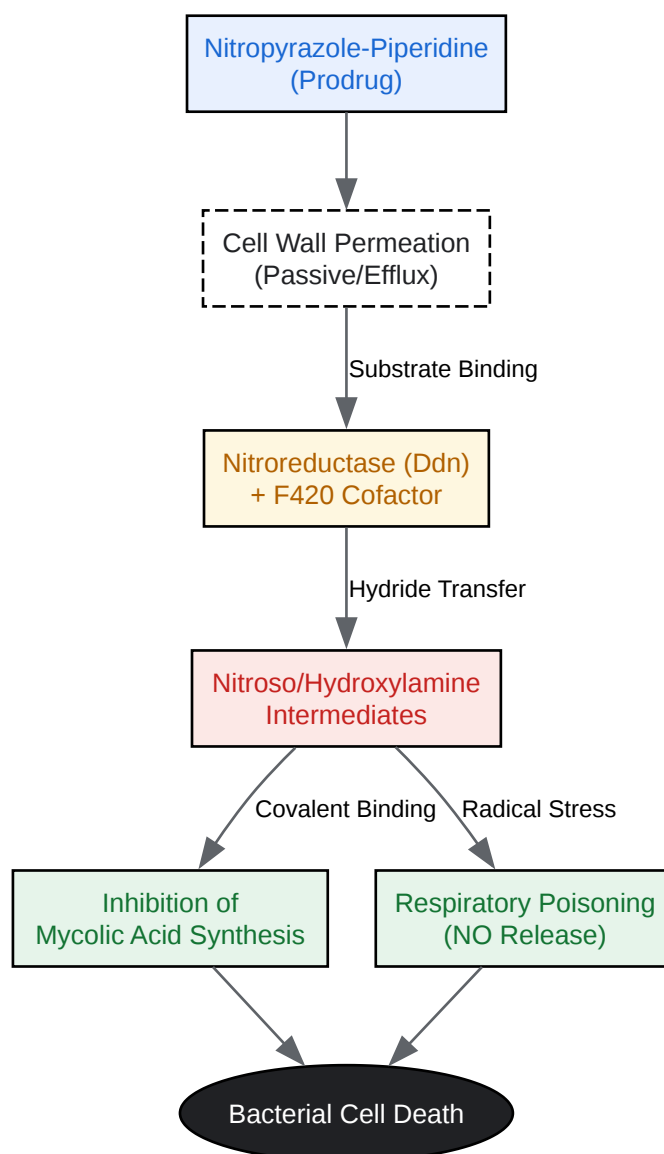 Nitropyrazole-Piperidine
(Prodrug)
Cell Wall Permeation
(Passive/Efflux)
Substrate Binding
Nitroreductase (Ddn)
+ F420 Cofactor
Hydride Transfer
Nitroso/Hydroxylamine
Intermediates
Covalent Binding
Radical Stress
Inhibition of
Mycolic Acid Synthesis
Respiratory Poisoning
(NO Release)
Bacterial Cell Death